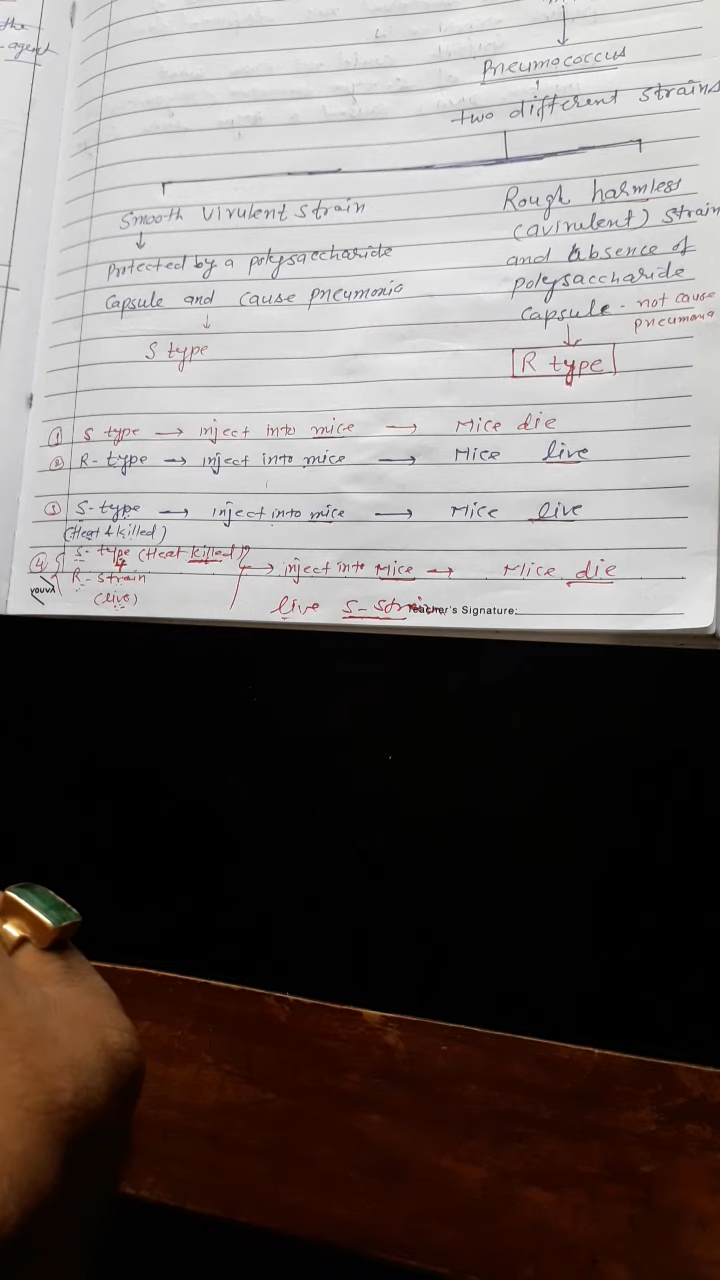 the
agent
Pneumococcus
two different strains
Smooth Virulent strain
Protected by a polysaccharide
Capsule and cause pneumonia
S type
Rough harmless
(avirulent) strain
and absence of
polysaccharide
Capsule - not cause
pneumonia
R type
① S type → inject into mice → Mice die
② R-type → inject into mice → Mice live
③ S-type → inject into mice → Mice live
(Heat & killed)
④ S-type (Heat killed)
&
R-strain
(live)
→ inject into Mice → Mice die
live S-strain
Teacher's Signature:
youva